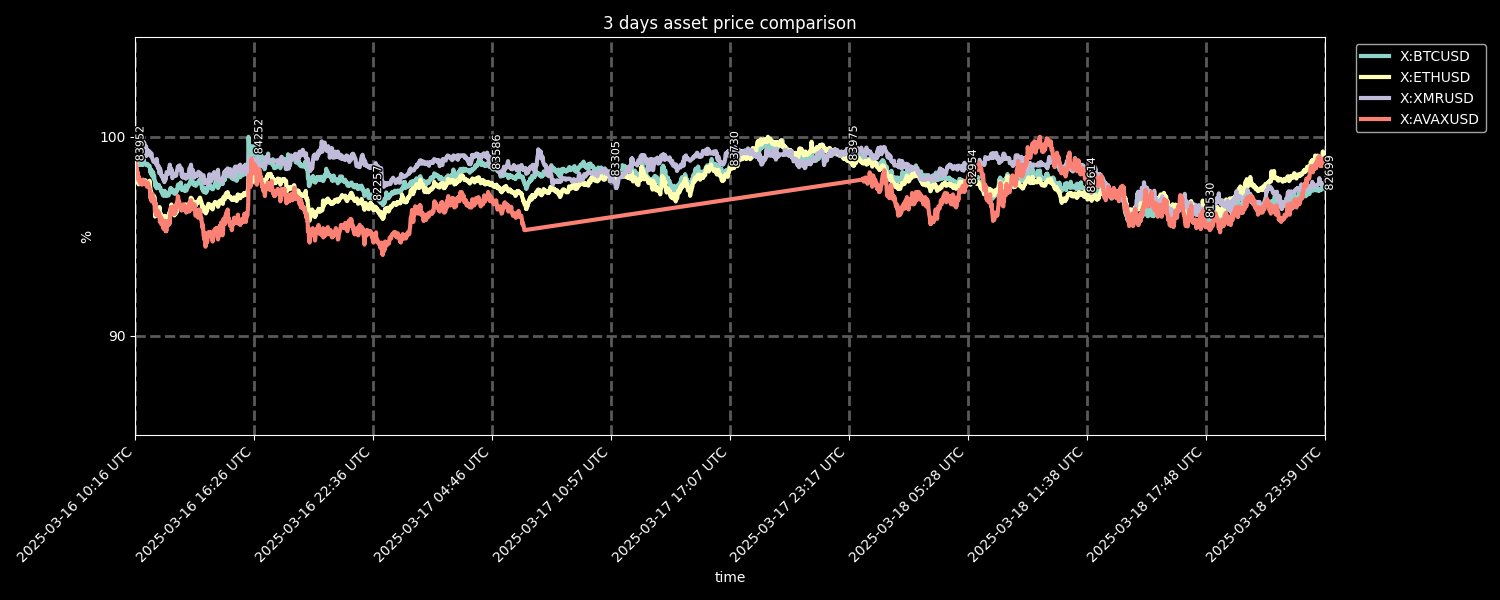 3 days asset price comparison
X:BTCUSD
X:ETHUSD
X:XMRUSD
X:AVAXUSD
100
90
%
83952
84252
82257
83586
83305
83730
83975
82954
82614
81530
82699
2025-03-16 10:16 UTC
2025-03-16 16:26 UTC
2025-03-16 22:36 UTC
2025-03-17 04:46 UTC
2025-03-17 10:57 UTC
2025-03-17 17:07 UTC
2025-03-17 23:17 UTC
2025-03-18 05:28 UTC
2025-03-18 11:38 UTC
2025-03-18 17:48 UTC
2025-03-18 23:59 UTC
time